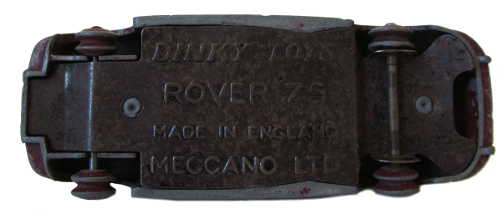 DINKY TOYS
ROVER 75
MADE IN ENGLAND
MECCANO LTD